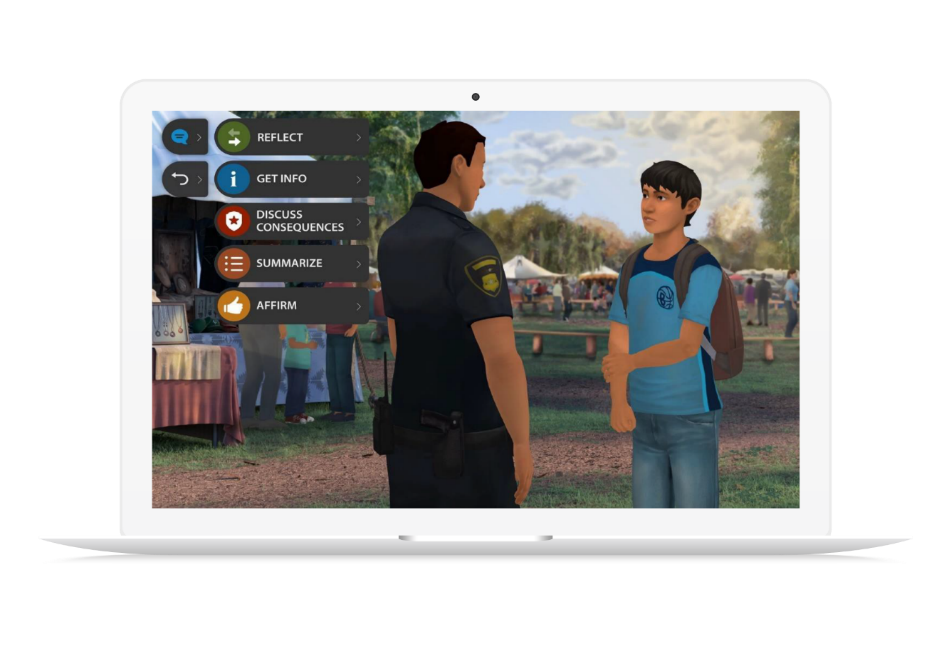 REFLECT
GET INFO
DISCUSS
CONSEQUENCES
SUMMARIZE
AFFIRM